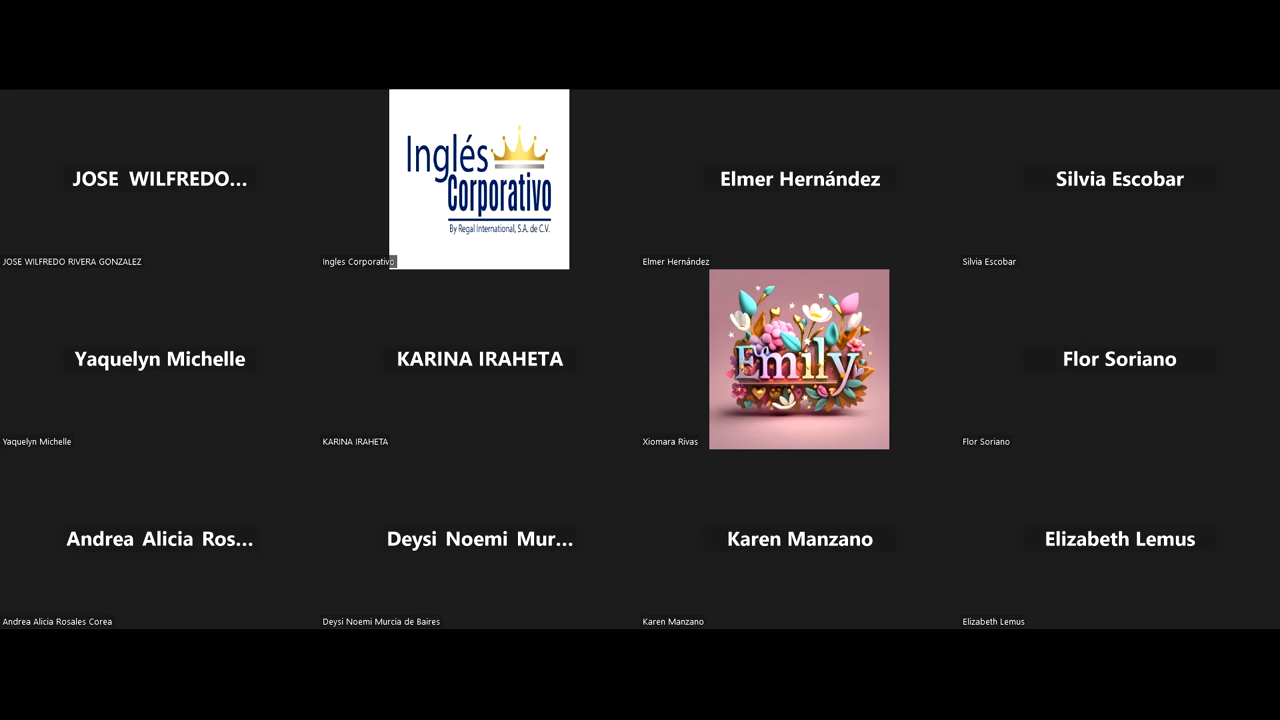 JOSE WILFREDO...
JOSE WILFREDO RIVERA GONZALEZ
Inglés
Corporativo
By Regal International, S.A. de C.V.
Ingles Corporativo
Elmer Hernández
Elmer Hernández
Silvia Escobar
Silvia Escobar
Yaquelyn Michelle
Yaquelyn Michelle
KARINA IRAHETA
KARINA IRAHETA
Emily
Xiomara Rivas
Flor Soriano
Flor Soriano
Andrea Alicia Ros...
Andrea Alicia Rosales Corea
Deysi Noemi Mur...
Deysi Noemi Murcia de Baires
Karen Manzano
Karen Manzano
Elizabeth Lemus
Elizabeth Lemus